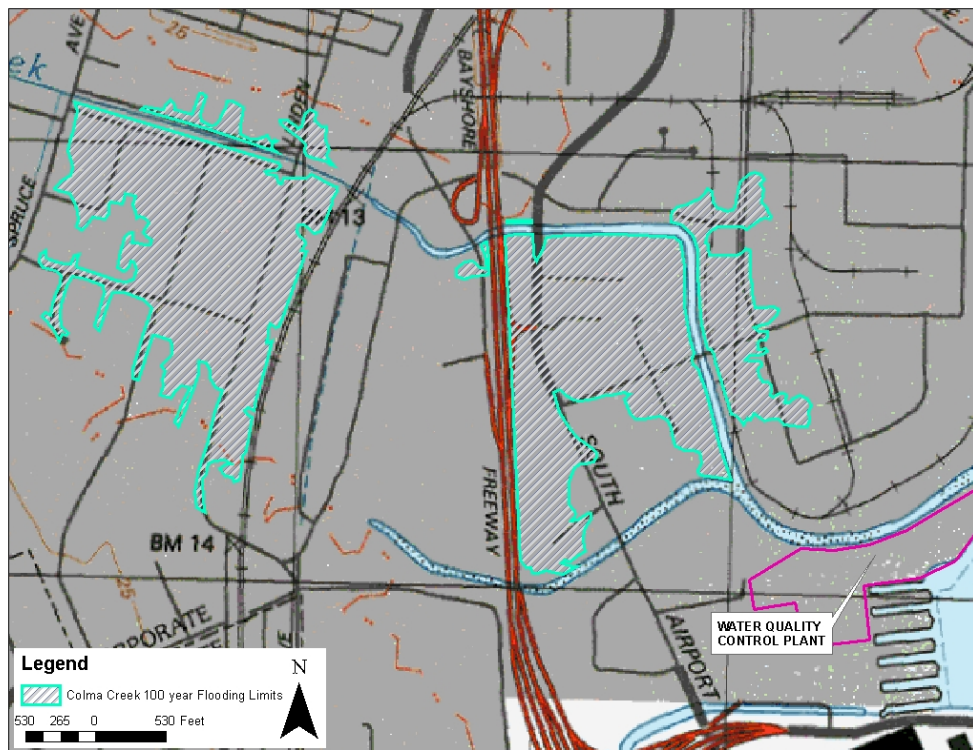 AVE
25
ek
LINDEN
BAYSHORE
SPRUCE
13
SOUTH
FREEWAY
BM 14
25
WATER QUALITY
CONTROL PLANT
AIRPORT
Legend
N
Colma Creek 100 year Flooding Limits
530 265 0 530 Feet